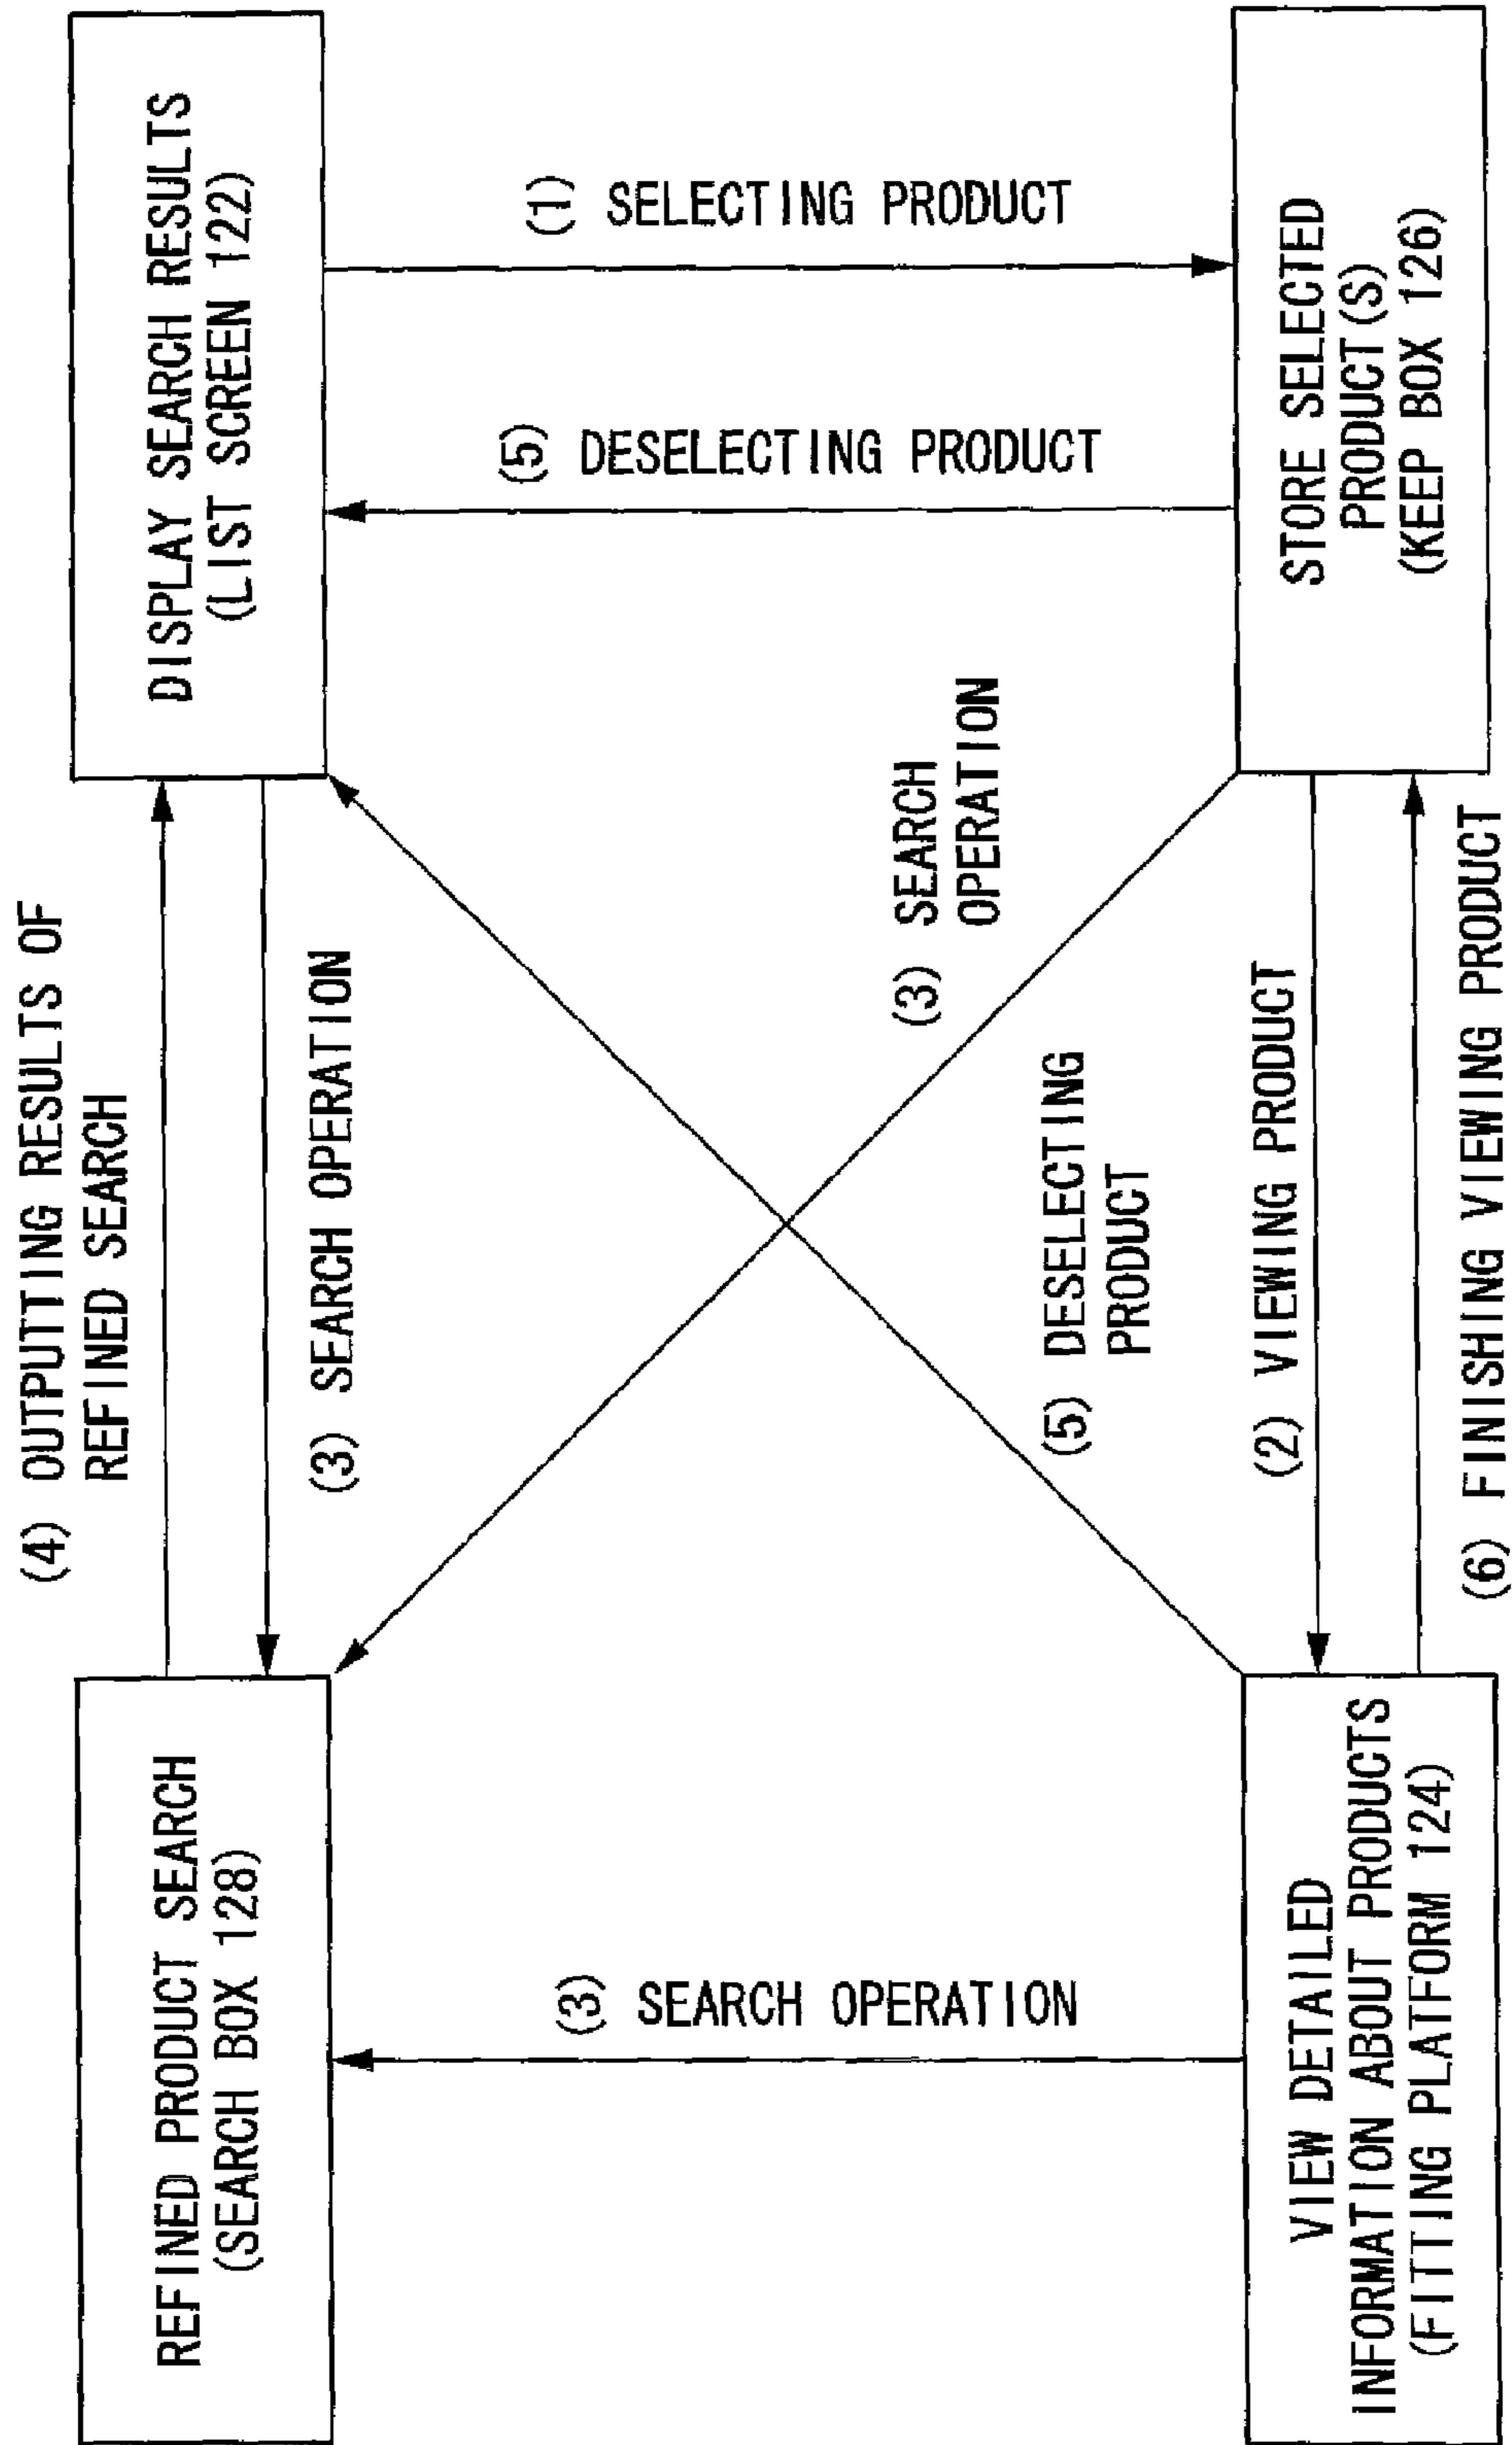 (4) OUTPUTTING RESULTS OF
REFINED SEARCH
REFINED PRODUCT SEARCH
(SEARCH BOX 128)
DISPLAY SEARCH RESULTS
(LIST SCREEN 122)
(3) SEARCH OPERATION
(3) SEARCH OPERATION
(5) DESELECTING PRODUCT
(1) SELECTING PRODUCT
(3) SEARCH
OPERATION
(5) DESELECTING
PRODUCT
(2) VIEWING PRODUCT
VIEW DETAILED
INFORMATION ABOUT PRODUCTS
(FITTING PLATFORM 124)
STORE SELECTED
PRODUCT(S)
(KEEP BOX 126)
(6) FINISHING VIEWING PRODUCT